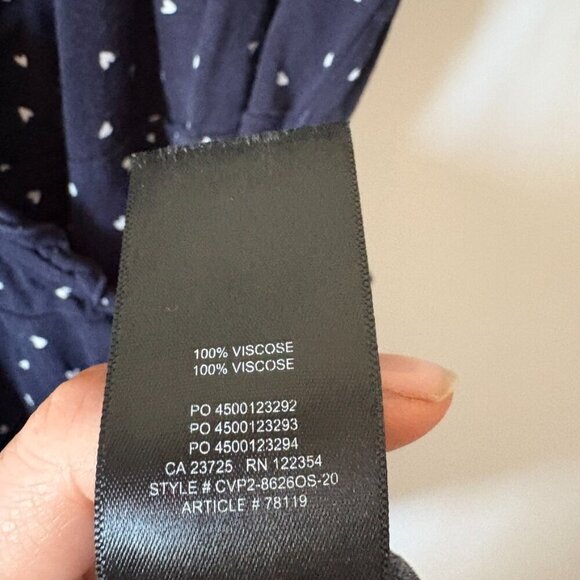 100% VISCOSE
100% VISCOSE
PO 4500123292
PO 4500123293
PO 4500123294
CA 23725 RN 122354
STYLE # CVP2-8626OS-20
ARTICLE # 78119